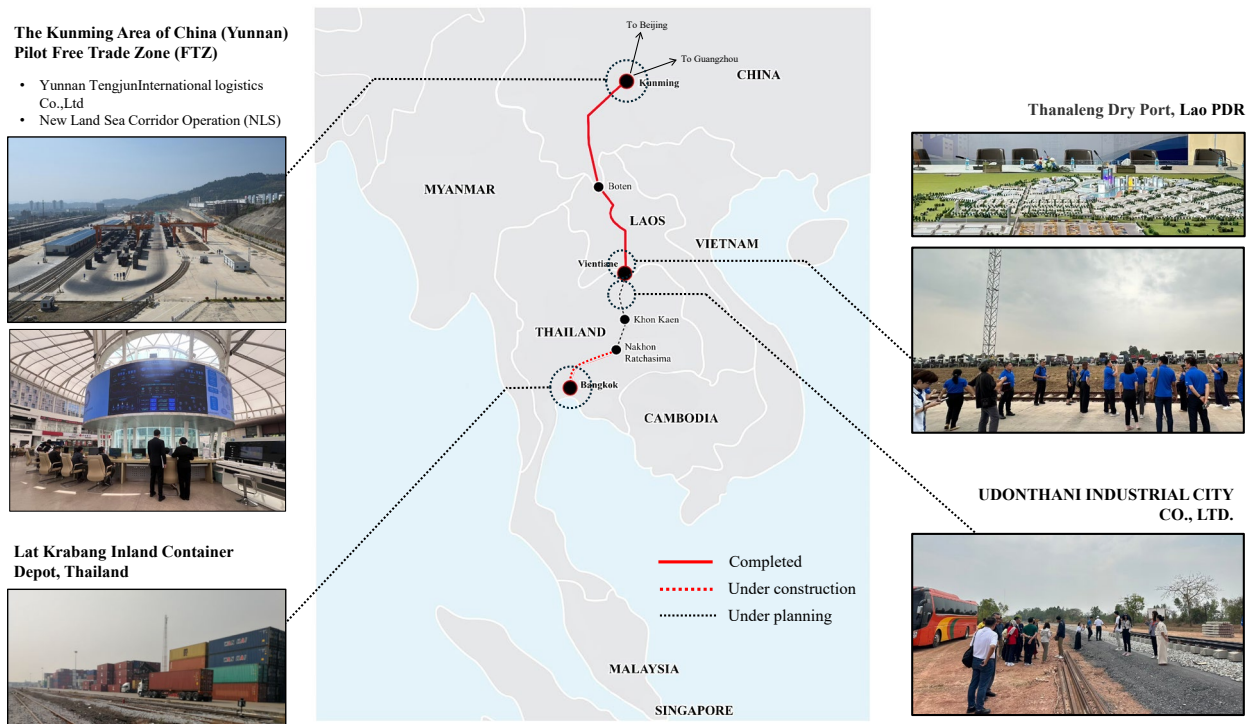 The Kunming Area of China (Yunnan)
Pilot Free Trade Zone (FTZ)
• Yunnan TengjunInternational logistics
Co.,Ltd
• New Land Sea Corridor Operation (NLS)
Lat Krabang Inland Container
Depot, Thailand
To Beijing
To Guangzhou
Kunming
CHINA
MYANMAR
Boten
LAOS
VIETNAM
Vientiane
Khon Kaen
THAILAND
Nakhon
Ratchasima
Bangkok
CAMBODIA
Completed
Under construction
Under planning
MALAYSIA
SINGAPORE
Thanaleng Dry Port, Lao PDR
UDONTHANI INDUSTRIAL CITY
CO., LTD.